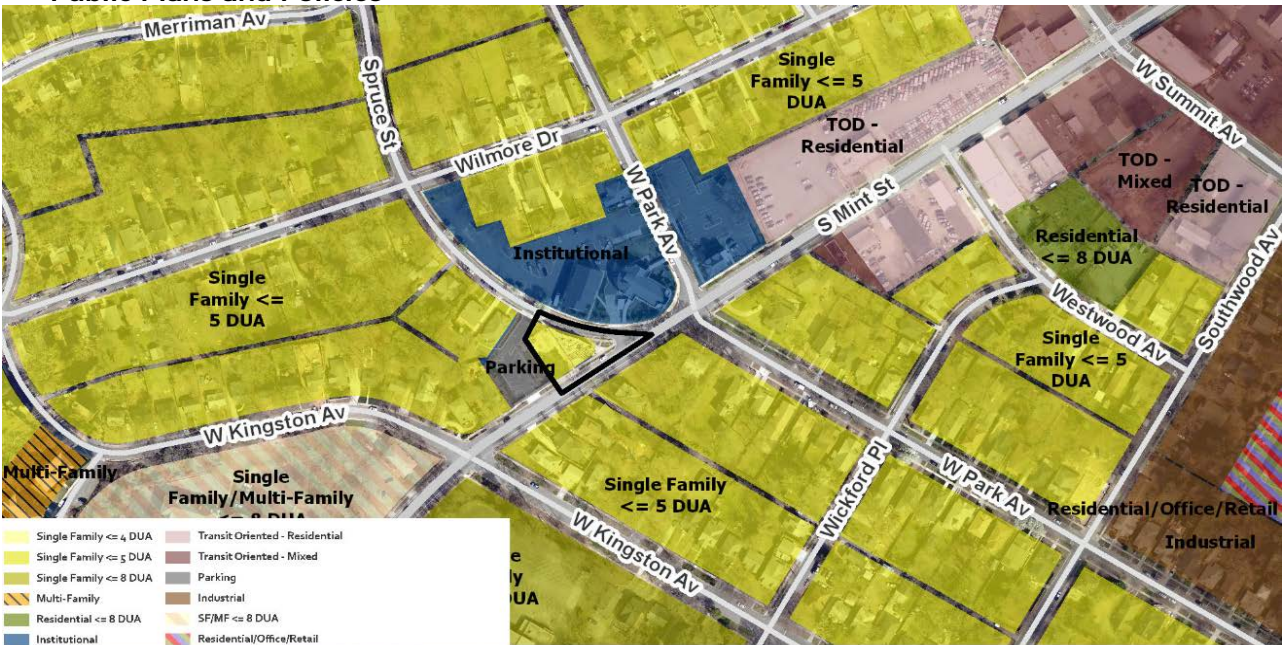 Public Plans and Policies
Merriman Av
Spruce St
Single
Family <= 5
DUA
W Summit Av
Wilmore Dr
TOD -
Residential
W Park Av
TOD -
Mixed
TOD -
Residential
S Mint St
Institutional
Residential
<= 8 DUA
Southwood Av
Single
Family <=
5 DUA
Westwood Av
Single
Family <= 5
DUA
Parking
W Kingston Av
Multi-Family
Single
Family/Multi-Family
<= 8 DUA
Single Family
<= 5 DUA
Wickford Pl
W Park Av
Residential/Office/Retail
Industrial
W Kingston Av
Single Family <= 4 DUA
Single Family <= 5 DUA
Single Family <= 8 DUA
Multi-Family
Residential <= 8 DUA
Institutional
Transit Oriented - Residential
Transit Oriented - Mixed
Parking
Industrial
SF/MF <= 8 DUA
Residential/Office/Retail